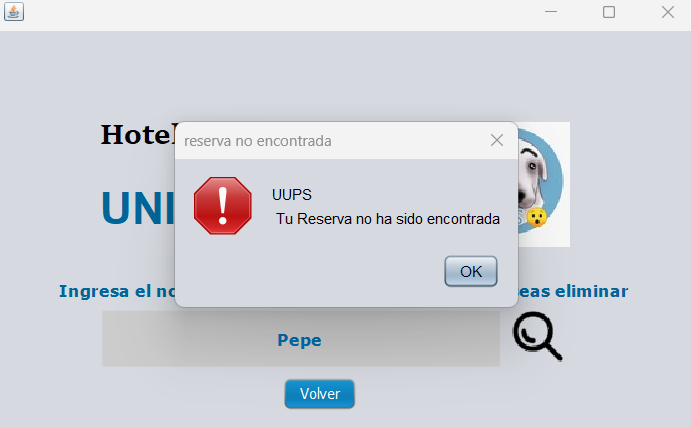 Hotel
reserva no encontrada
UNI
UUPS
Tu Reserva no ha sido encontrada
OK
Ingresa el no
eas eliminar
Pepe
Volver